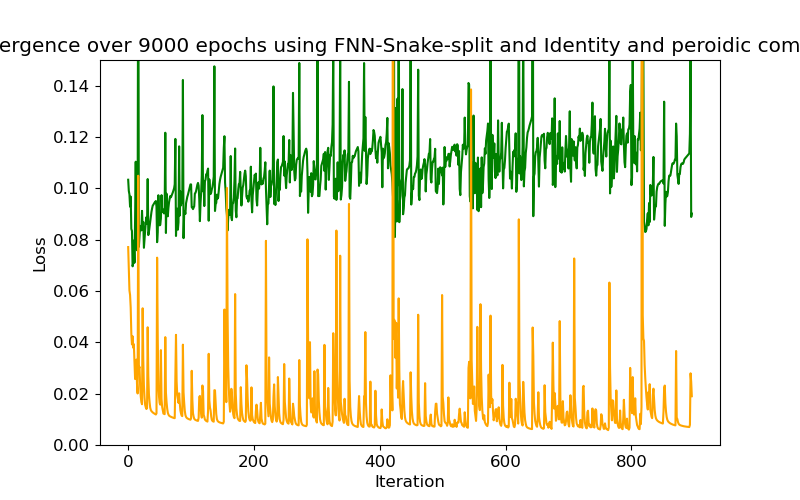 ergence over 9000 epochs using FNN-Snake-split and Identity and peroidic com
0.14
0.12
0.10
0.08
0.06
0.04
0.02
0.00
Loss
0 200 400 600 800
Iteration